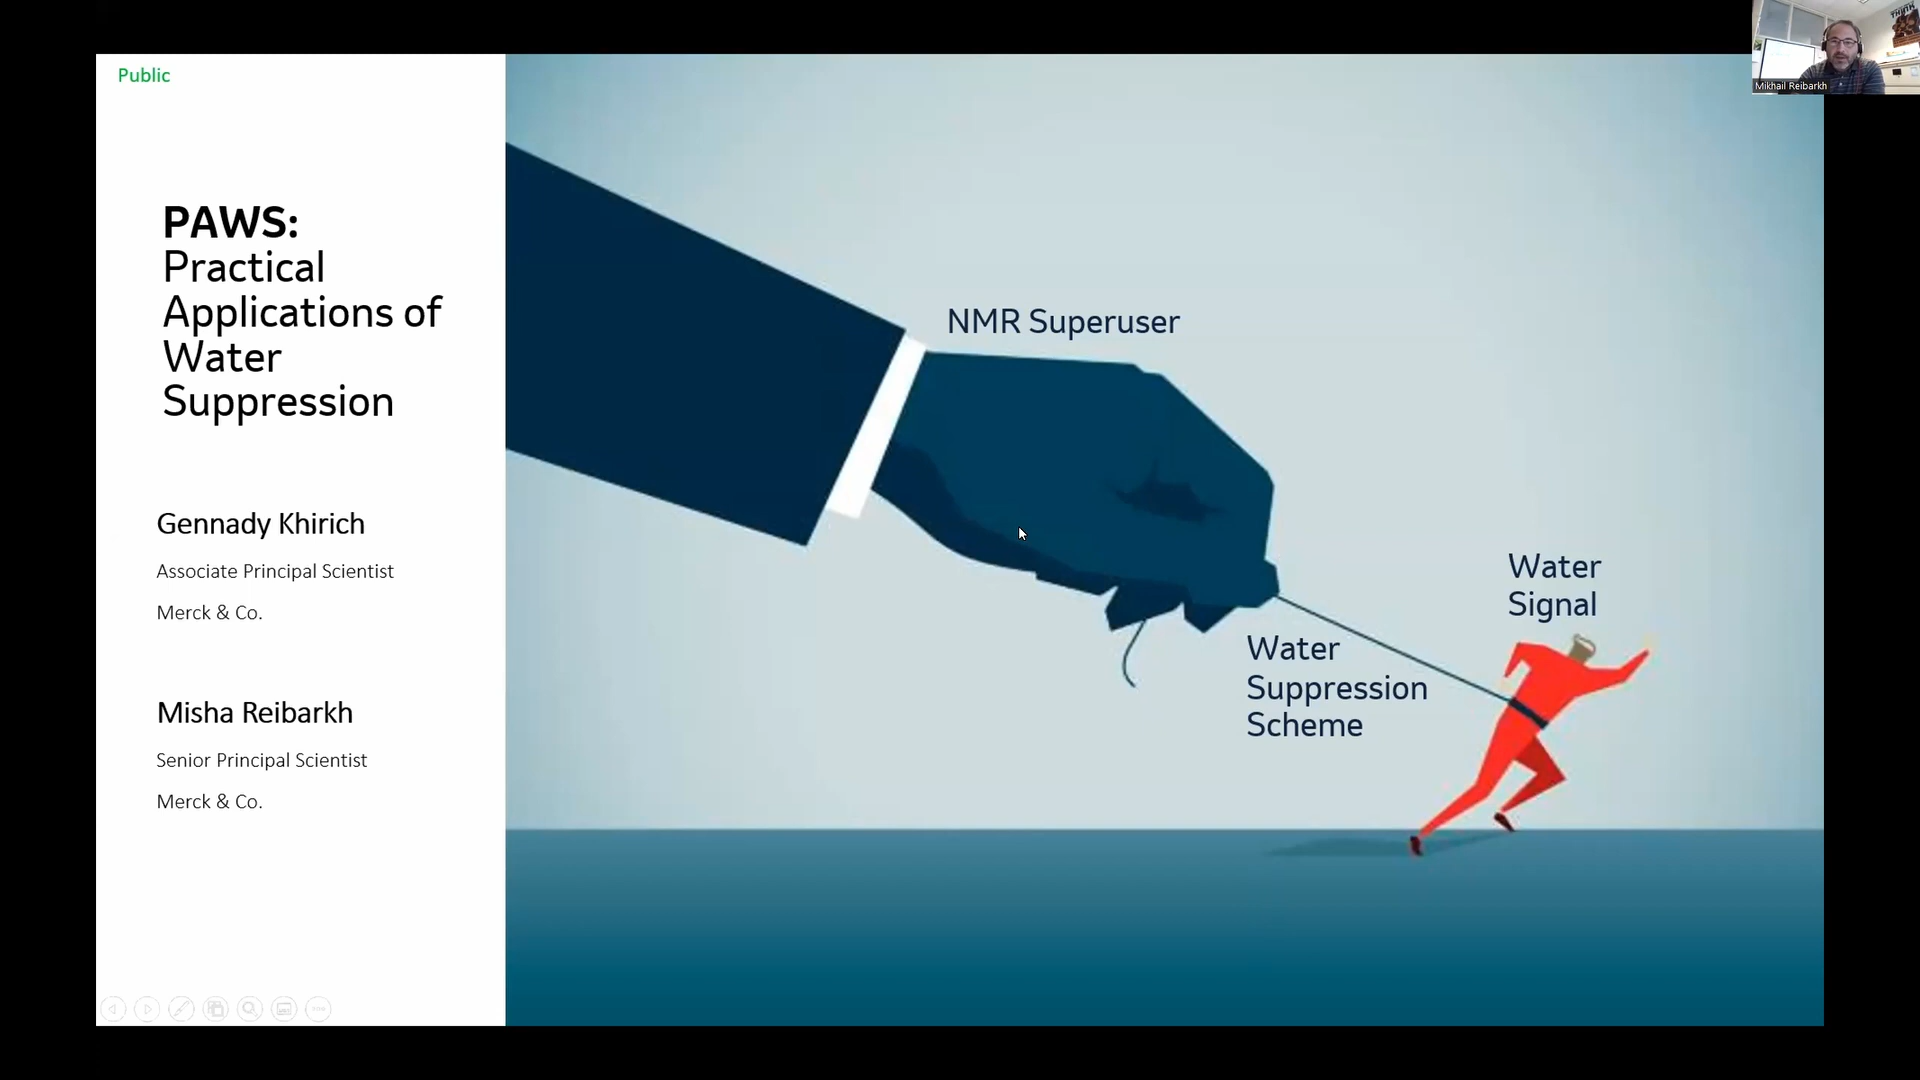 Public
PAWS:
Practical
Applications of
Water
Suppression
Gennady Khirich
Associate Principal Scientist
Merck & Co.
Misha Reibarkh
Senior Principal Scientist
Merck & Co.
NMR Superuser
Water
Signal
Water
Suppression
Scheme
THINK
Mikhail Reibarkh